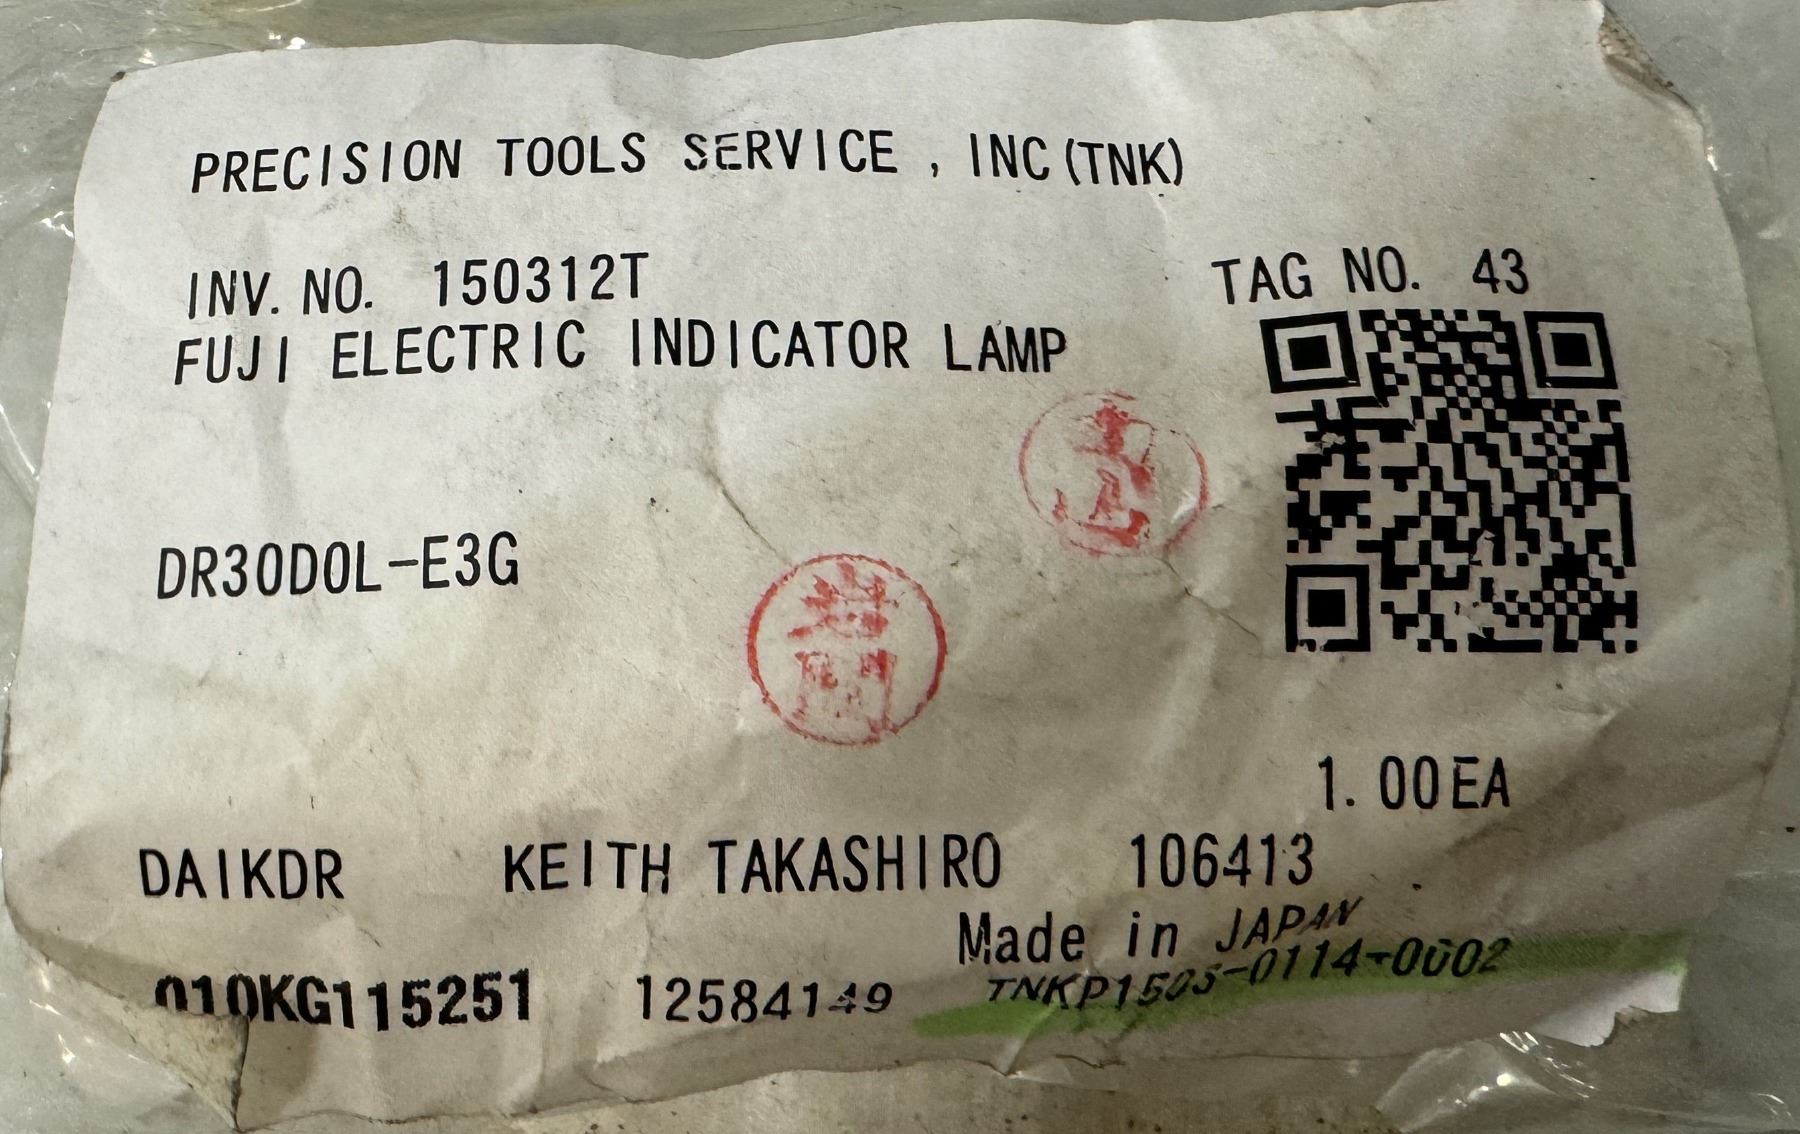 PRECISION TOOLS SERVICE , INC (TNK)
INV. NO. 150312T
TAG NO. 43
FUJI ELECTRIC INDICATOR LAMP
DR30D0L-E3G
1. 00EA
DAIKDR KEITH TAKASHIRO 106413
Made in JAPAN
010KG115251 12584149 TNKP1503-0114-0002